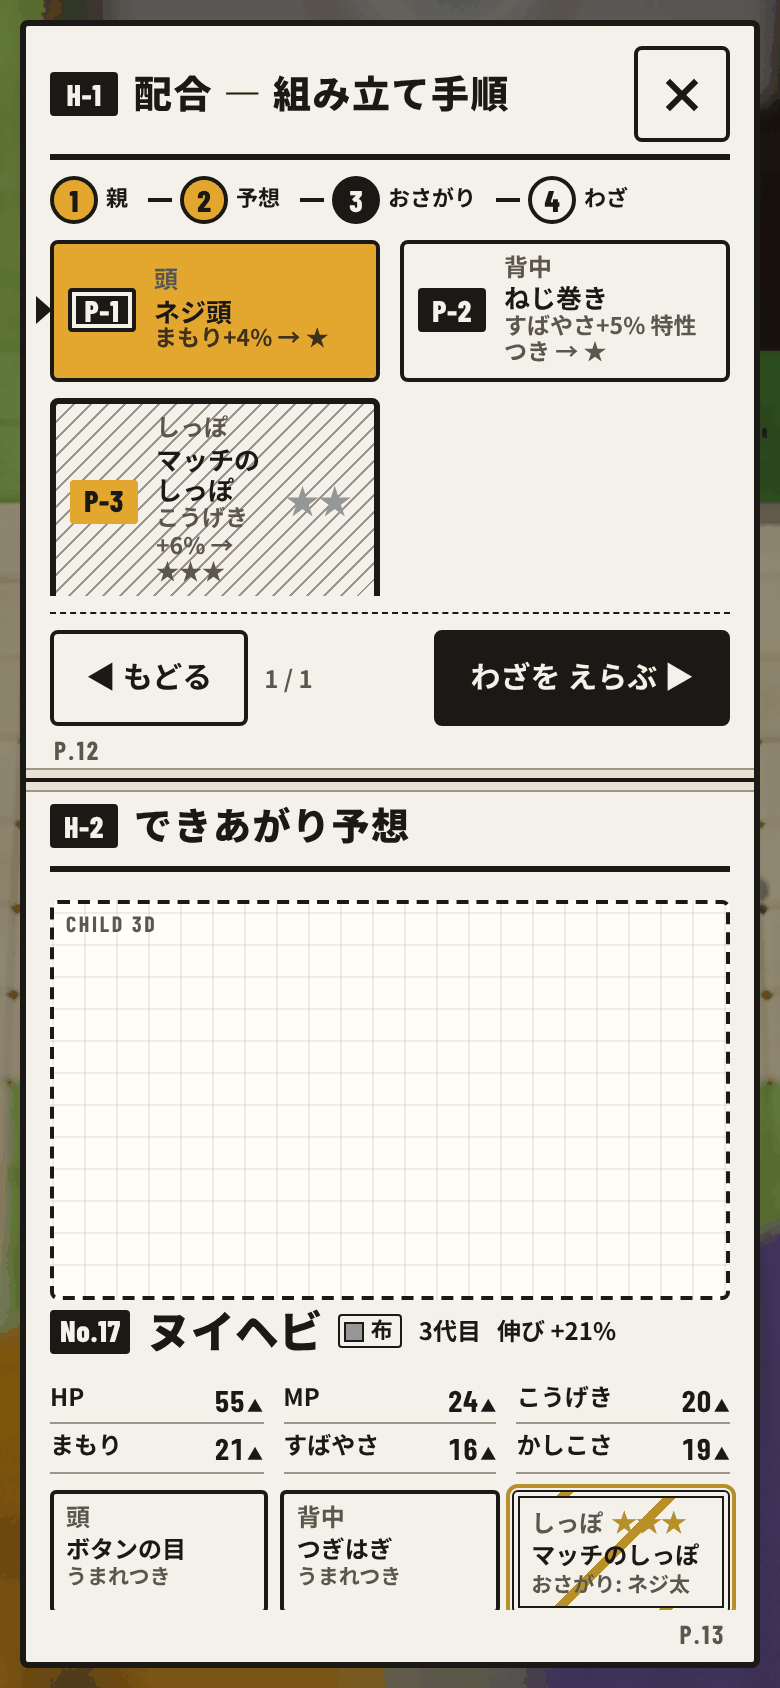 H-1 配合 — 組み立て手順 ✕
1 親 — 2 予想 — 3 おさがり — 4 わざ
P-1
頭
ネジ頭
まもり+4% → ★
P-2
背中
ねじ巻き
すばやさ+5% 特性
つき → ★
P-3
しっぽ
マッチの
しっぽ
こうげき
+6% →
★★★
★★
◀ もどる 1 / 1 わざを えらぶ ▶
P.12
H-2 できあがり予想
CHILD 3D
No.17 ヌイヘビ 布 3代目 伸び +21%
HP 55▲ MP 24▲ こうげき 20▲
まもり 21▲ すばやさ 16▲ かしこさ 19▲
頭
ボタンの目
うまれつき
背中
つぎはぎ
うまれつき
しっぽ ★★★
マッチのしっぽ
おさがり: ネジ太
P.13